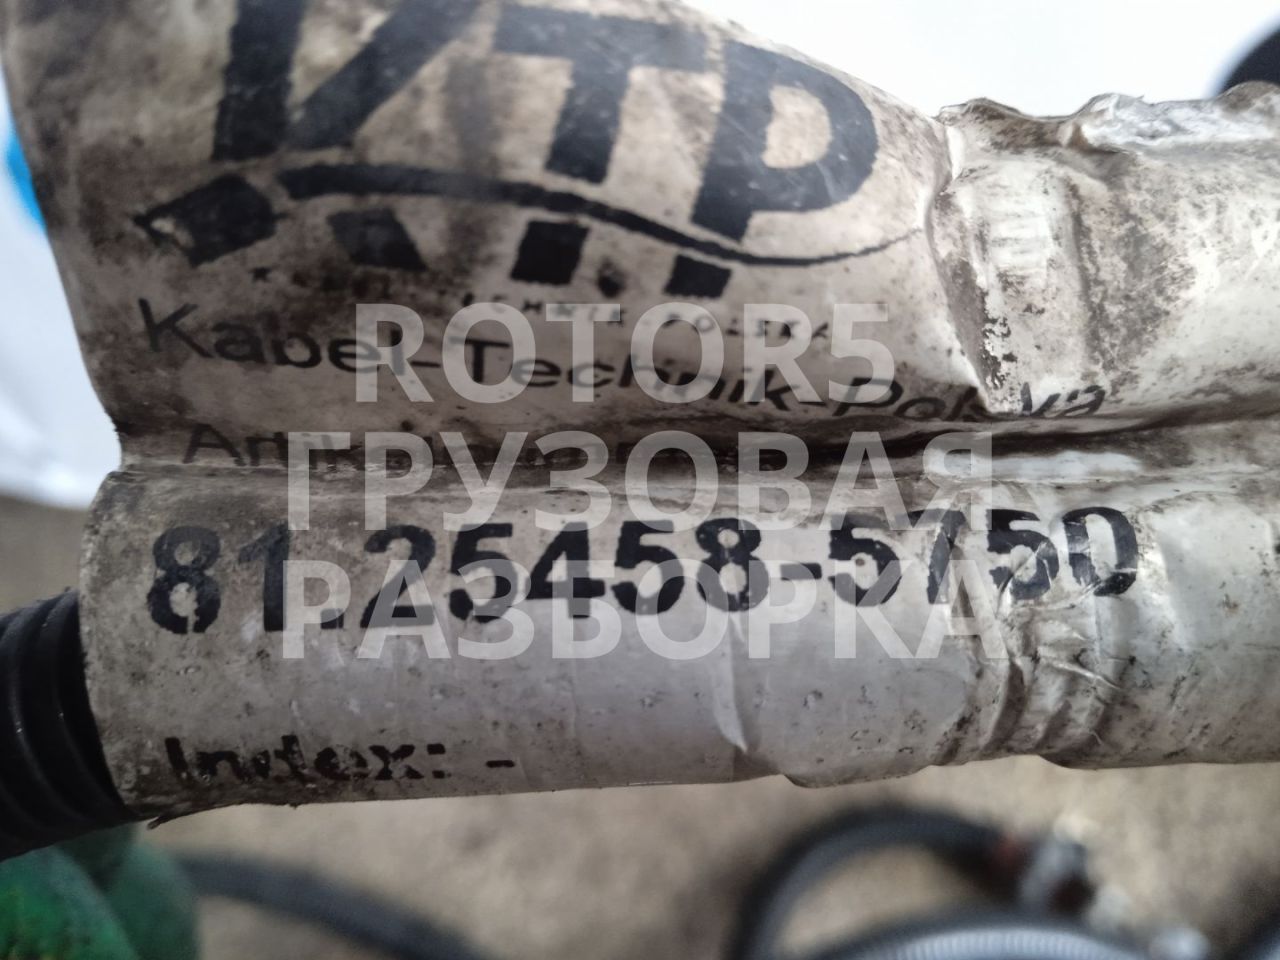 KTP
Kabel-Technik-Polska
ROTOR5
ГРУЗОВАЯ
81.25458-5750
РАЗБОРКА
Index: -